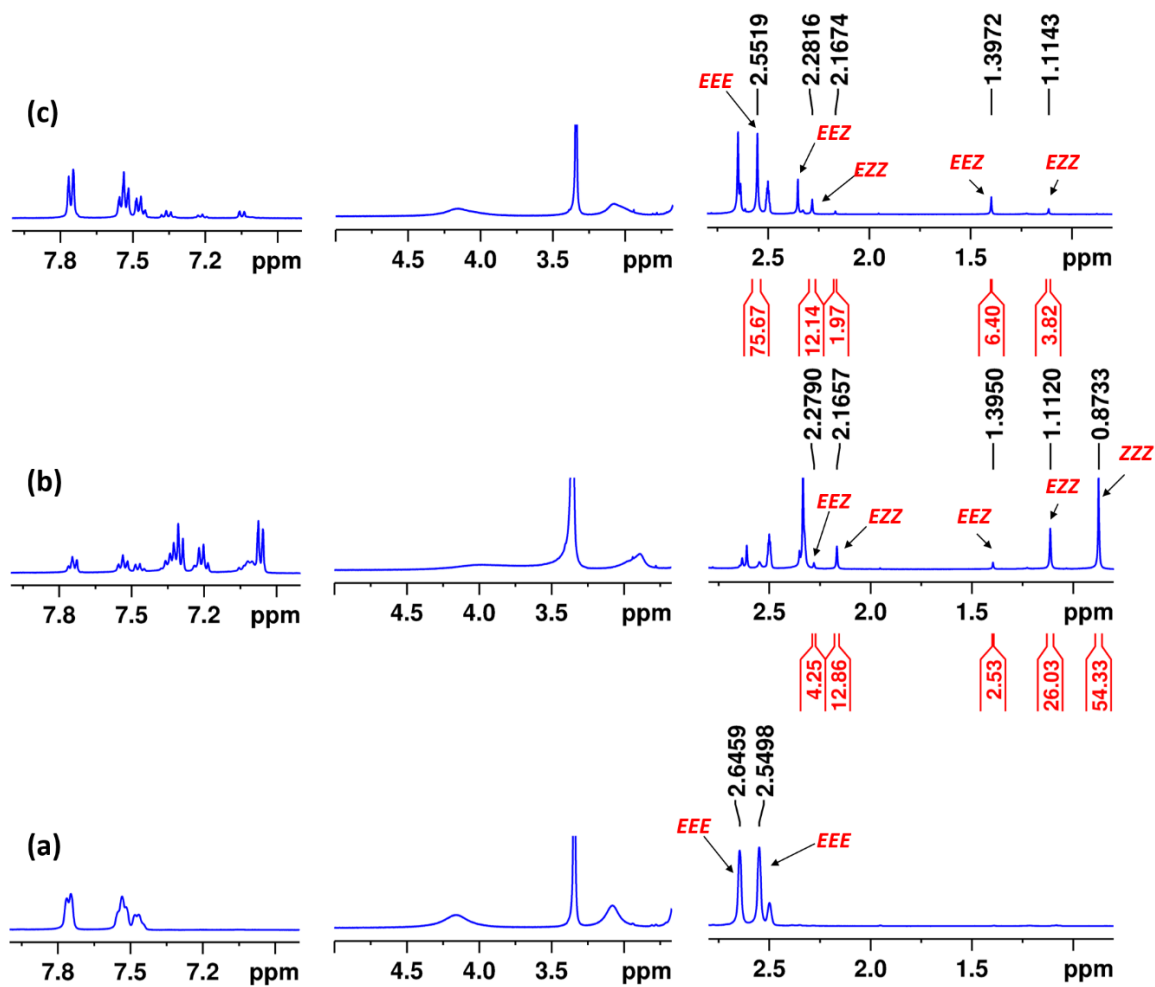 2.5519
2.2816
2.1674
1.3972
1.1143
EEE
(c)
EEZ
EZZ
EEZ
EZZ
7.8 7.5 7.2 ppm
4.5 4.0 3.5 ppm
2.5 2.0 1.5 ppm
75.67
12.14
1.97
6.40
3.82
2.2790
2.1657
1.3950
1.1120
0.8733
ZZZ
(b)
EEZ
EZZ
EEZ
EZZ
7.8 7.5 7.2 ppm
4.5 4.0 3.5 ppm
2.5 2.0 1.5 ppm
4.25
12.86
2.53
26.03
54.33
2.6459
2.5498
(a)
EEE
EEE
7.8 7.5 7.2 ppm
4.5 4.0 3.5 ppm
2.5 2.0 1.5 ppm